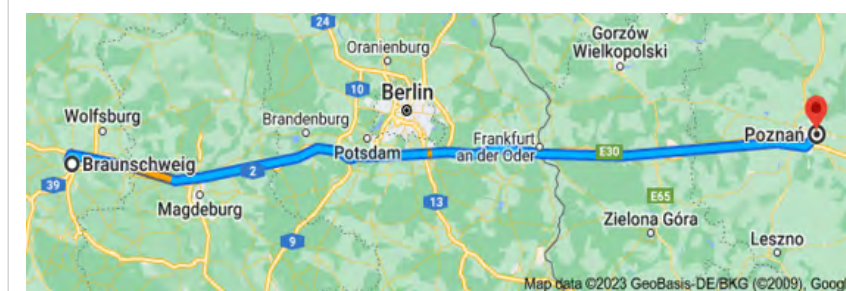 24
Oranienburg
Gorzów
Wielkopolski
10
Berlin
Wolfsburg
Brandenburg
Poznań
Frankfurt
an der Oder
E30
Braunschweig
Potsdam
2
39
Magdeburg
E65
13
Zielona Góra
9
Leszno
Map data ©2023 GeoBasis-DE/BKG (©2009), Googl